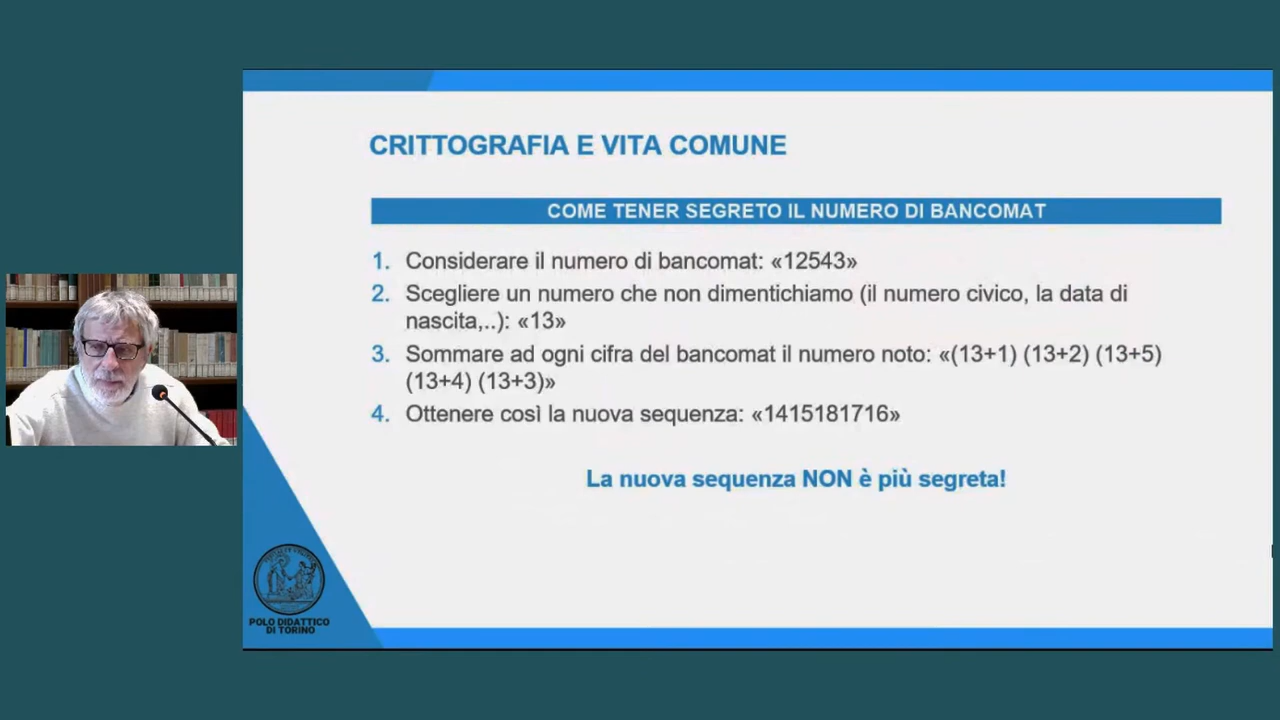 CRITTOGRAFIA E VITA COMUNE
COME TENER SEGRETO IL NUMERO DI BANCOMAT
1. Considerare il numero di bancomat: «12543»
2. Scegliere un numero che non dimentichiamo (il numero civico, la data di
nascita,..): «13»
3. Sommare ad ogni cifra del bancomat il numero noto: «(13+1) (13+2) (13+5)
(13+4) (13+3)»
4. Ottenere così la nuova sequenza: «1415181716»
La nuova sequenza NON è più segreta!
POLO DIDATTICO
DI TORINO